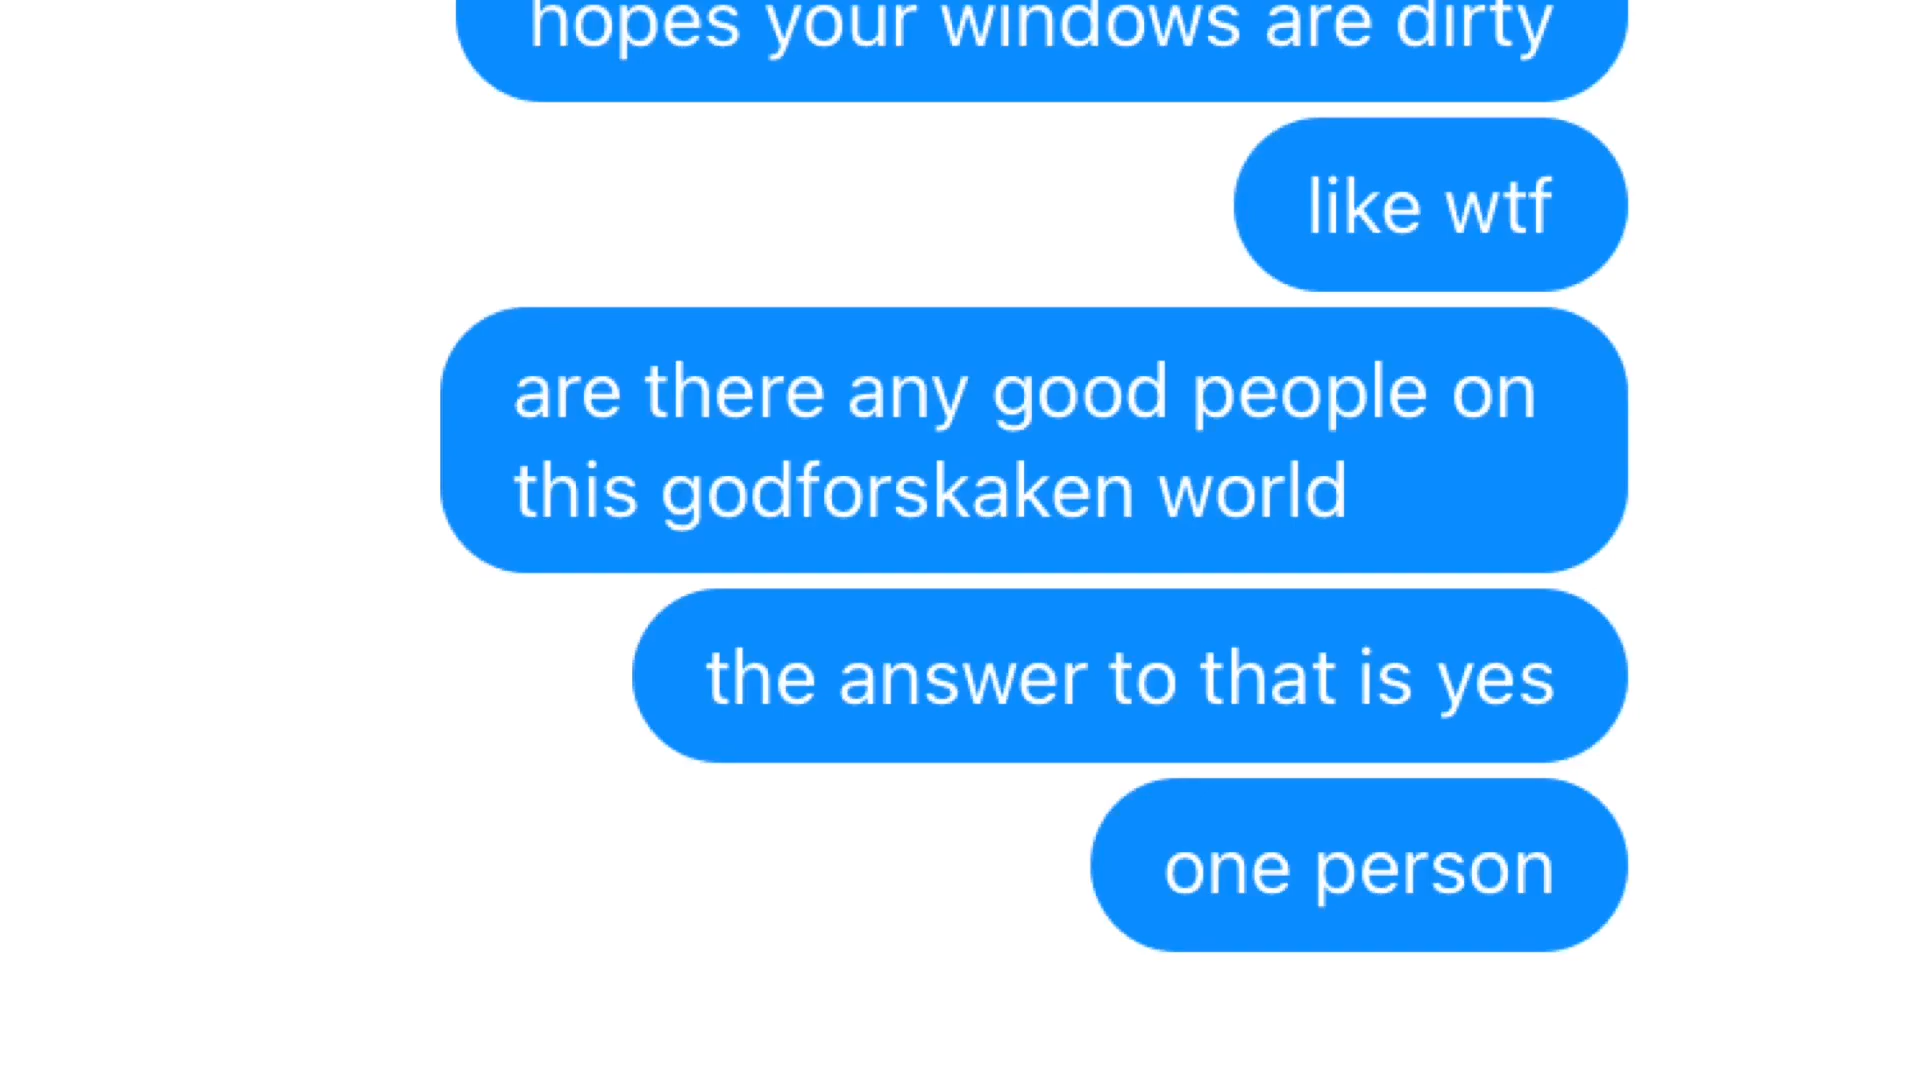 hopes your windows are dirty
like wtf
are there any good people on
this godforskaken world
the answer to that is yes
one person